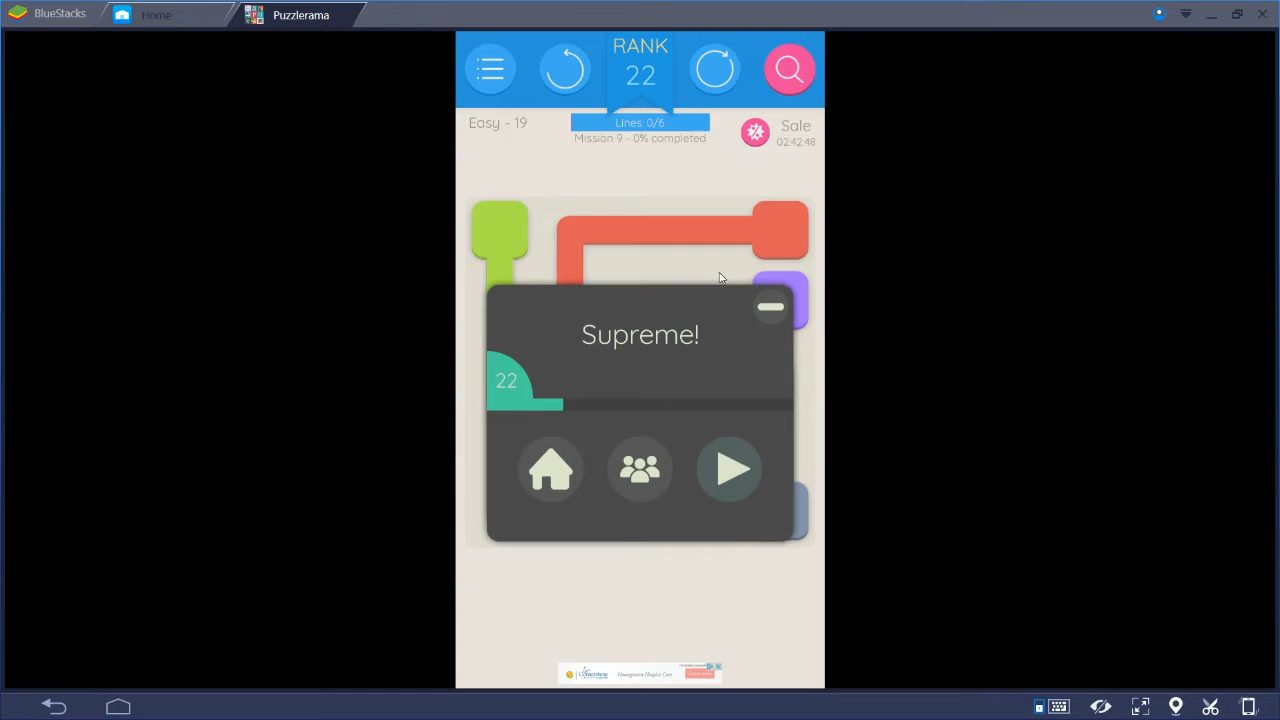 BlueStacks
Home
Puzzlerama
RANK
22
Easy - 19
Lines: 0/6
Mission 9 - 0% completed
Sale
02:42:48
Supreme!
22